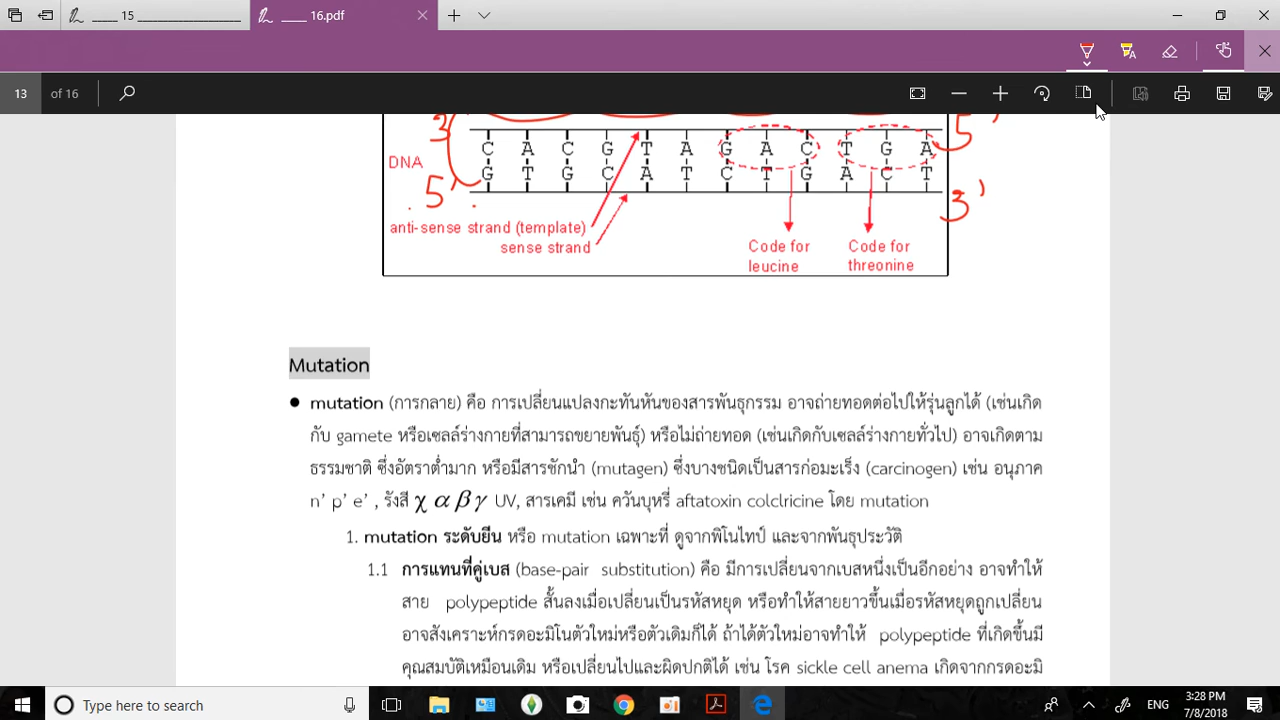 ____ 15 ____________________
____ 16.pdf
13 of 16
3'
5'
DNA
C A C G T A G A C T G A
G T G C A T C T G A C T
5'
3'
anti-sense strand (template)
sense strand
Code for
leucine
Code for
threonine
Mutation
● mutation (การกลาย) คือ การเปลี่ยนแปลงกะทันหันของสารพันธุกรรม อาจถ่ายทอดต่อไปให้รุ่นลูกได้ (เช่นเกิด
กับ gamete หรือเซลล์ร่างกายที่สามารถขยายพันธุ์) หรือไม่ถ่ายทอด (เช่นเกิดกับเซลล์ร่างกายทั่วไป) อาจเกิดตาม
ธรรมชาติ ซึ่งอัตราต่ำมาก หรือมีสารชักนำ (mutagen) ซึ่งบางชนิดเป็นสารก่อมะเร็ง (carcinogen) เช่น อนุภาค
n' p' e' , รังสี χ α β γ UV, สารเคมี เช่น ควันบุหรี่ aftatoxin colclricine โดย mutation
1. mutation ระดับยีน หรือ mutation เฉพาะที่ ดูจากฟีโนไทป์ และจากพันธุประวัติ
1.1 การแทนที่คู่เบส (base-pair substitution) คือ มีการเปลี่ยนจากเบสหนึ่งเป็นอีกอย่าง อาจทำให้
สาย polypeptide สั้นลงเมื่อเปลี่ยนเป็นรหัสหยุด หรือทำให้สายยาวขึ้นเมื่อรหัสหยุดถูกเปลี่ยน
อาจสังเคราะห์กรดอะมิโนตัวใหม่หรือตัวเดิมก็ได้ ถ้าได้ตัวใหม่อาจทำให้ polypeptide ที่เกิดขึ้นมี
คุณสมบัติเหมือนเดิม หรือเปลี่ยนไปและผิดปกติได้ เช่น โรค sickle cell anema เกิดจากกรดอะมิ
Type here to search
ENG
3:28 PM
7/8/2018